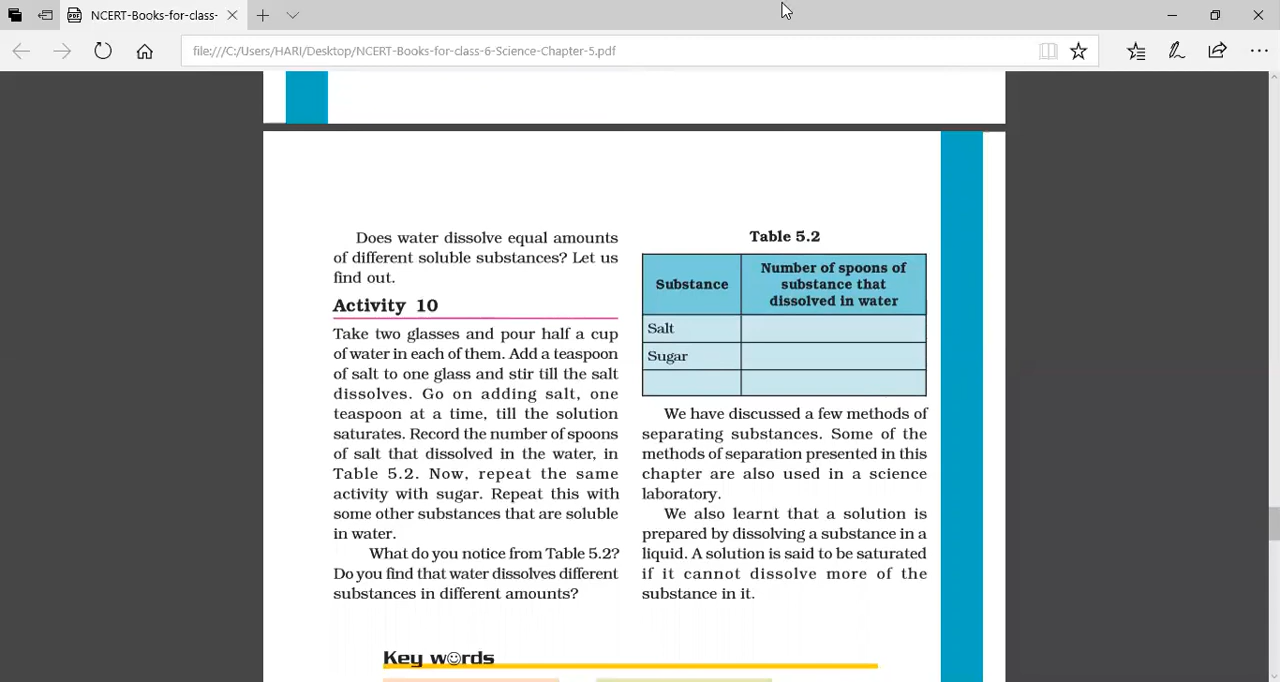 NCERT-Books-for-class-
file:///C:/Users/HARI/Desktop/NCERT-Books-for-class-6-Science-Chapter-5.pdf
Does water dissolve equal amounts
of different soluble substances? Let us
find out.
Activity 10
Take two glasses and pour half a cup
of water in each of them. Add a teaspoon
of salt to one glass and stir till the salt
dissolves. Go on adding salt, one
teaspoon at a time, till the solution
saturates. Record the number of spoons
of salt that dissolved in the water, in
Table 5.2. Now, repeat the same
activity with sugar. Repeat this with
some other substances that are soluble
in water.
What do you notice from Table 5.2?
Do you find that water dissolves different
substances in different amounts?
Table 5.2
Substance
Number of spoons of
substance that
dissolved in water
Salt
Sugar
We have discussed a few methods of
separating substances. Some of the
methods of separation presented in this
chapter are also used in a science
laboratory.
We also learnt that a solution is
prepared by dissolving a substance in a
liquid. A solution is said to be saturated
if it cannot dissolve more of the
substance in it.
Key words